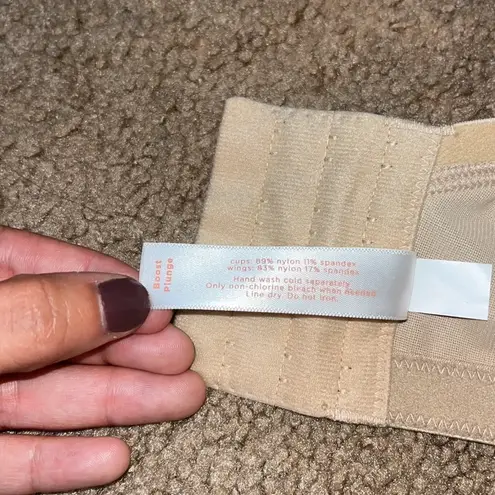 Boost
Plunge
cups: 89% nylon 11% spandex
wings: 83% nylon 17% spandex
Hand wash cold separately
Only non-chlorine bleach when needed
Line dry. Do not iron.